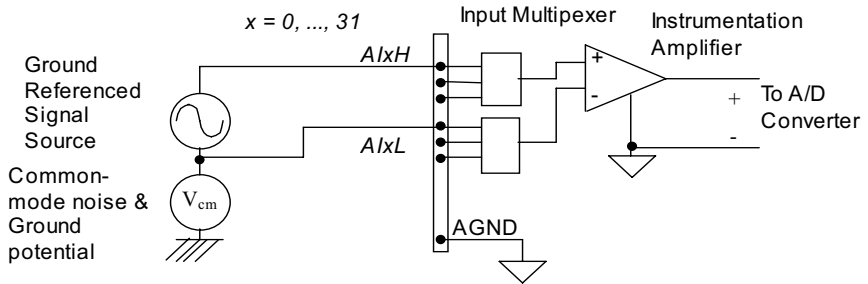 x = 0, ..., 31
Input Multipexer
Instrumentation
Amplifier
Ground
Referenced
Signal
Source
AIxH
+
-
To A/D
Converter
+
-
AIxL
Common-
mode noise &
Ground
potential
Vcm
AGND